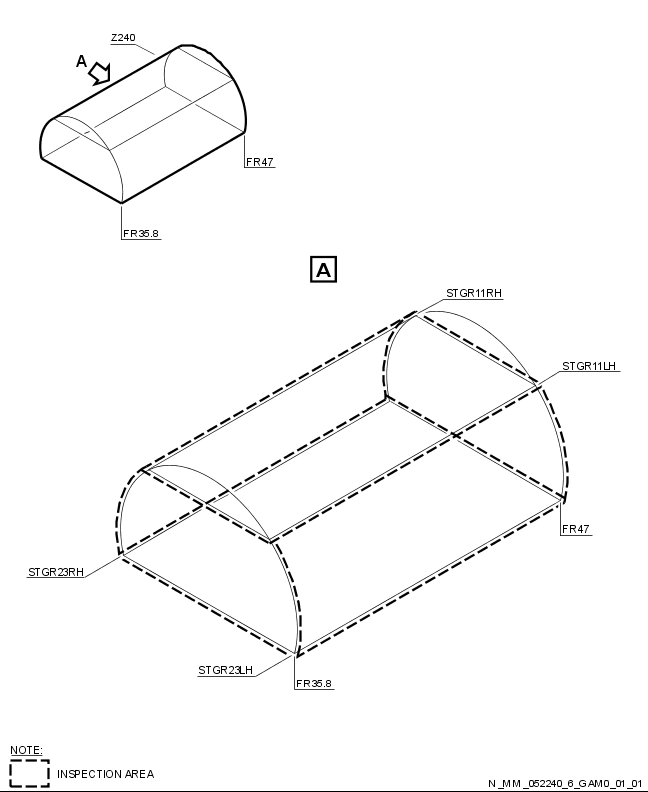 Z240
A
FR47
FR35.8
A
STGR11RH
STGR11LH
FR47
STGR23RH
STGR23LH
FR35.8
NOTE:
INSPECTION AREA
N_MM_052240_6_GAM0_01_01